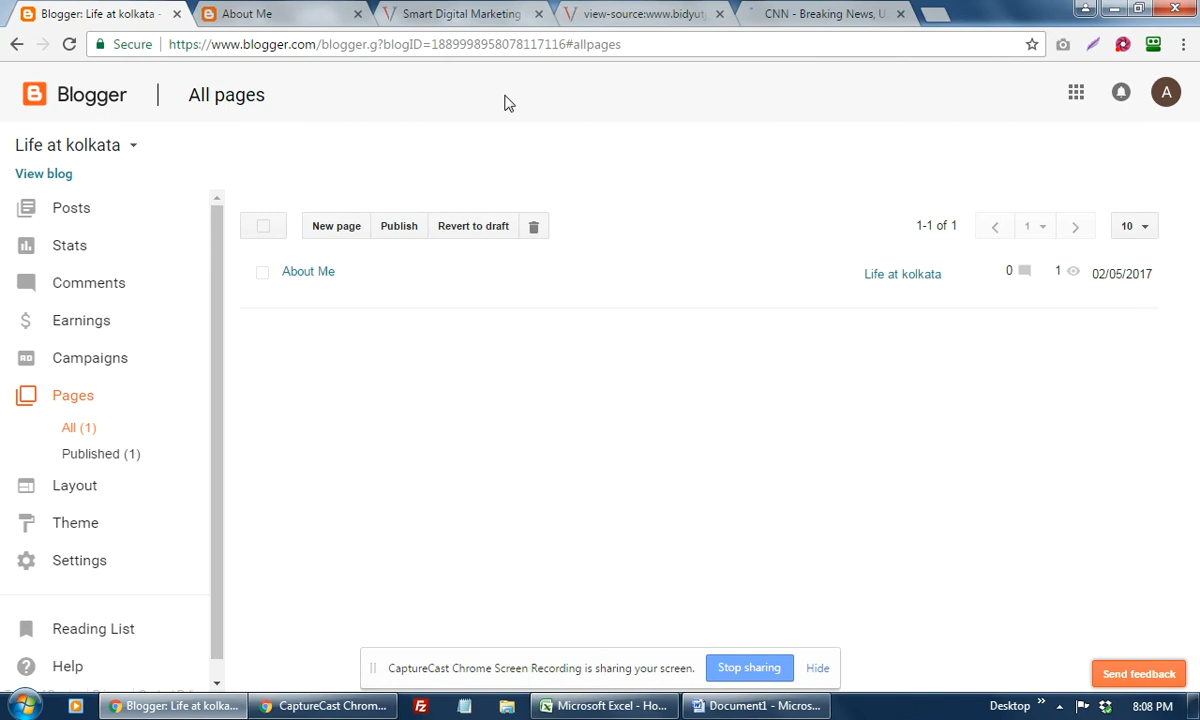 Blogger: Life at kolkata -
About Me
Smart Digital Marketing
view-source:www.bidyut
CNN - Breaking News, U
Secure
https://www.blogger.com/blogger.g?blogID=1889998958078117116#allpages
Blogger
All pages
A
Life at kolkata
View blog
Posts
Stats
Comments
Earnings
Campaigns
Pages
All (1)
Published (1)
Layout
Theme
Settings
Reading List
Help
New page
Publish
Revert to draft
1-1 of 1
1
10
About Me
Life at kolkata
0
1
02/05/2017
CaptureCast Chrome Screen Recording is sharing your screen.
Stop sharing
Hide
Send feedback
Blogger: Life at kolka...
CaptureCast Chrom...
Microsoft Excel - Ho...
Document1 - Micros...
Desktop
8:08 PM